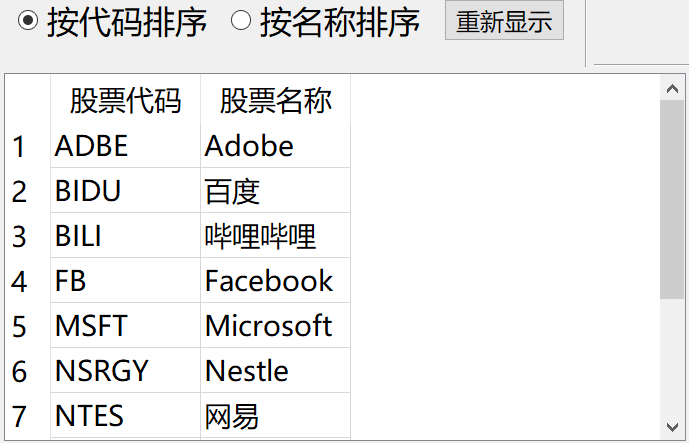 按代码排序 按名称排序 重新显示
股票代码 股票名称
1 ADBE Adobe
2 BIDU 百度
3 BILI 哔哩哔哩
4 FB Facebook
5 MSFT Microsoft
6 NSRGY Nestle
7 NTES 网易